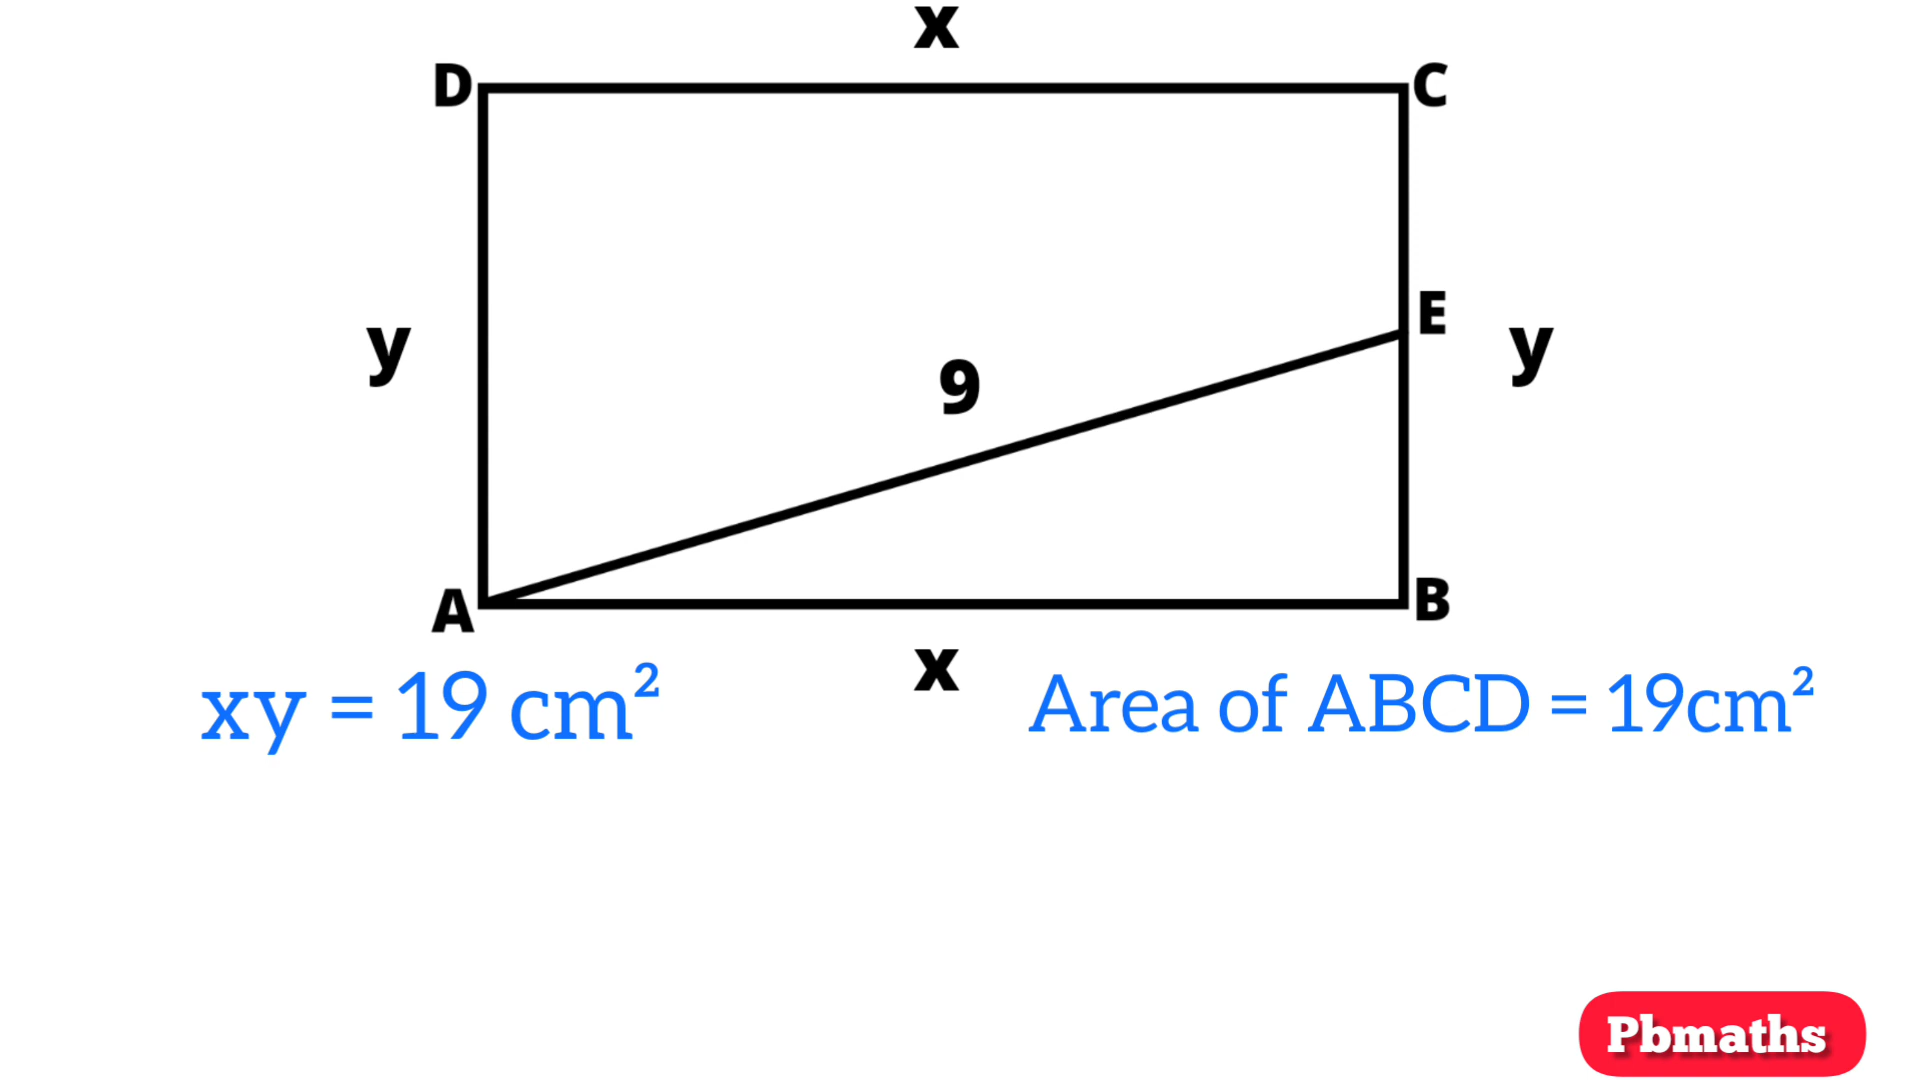 x
D C
E
y 9 y
A B
x
xy = 19 cm²
Area of ABCD = 19cm²
Pbmaths